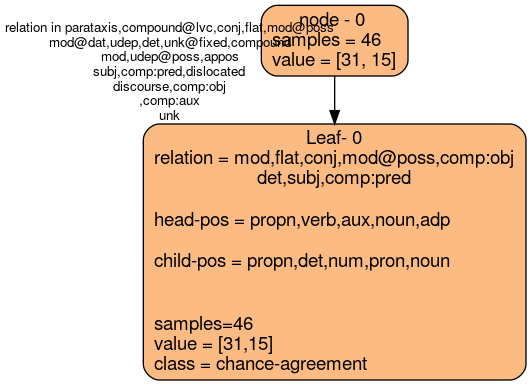 node - 0
relation in parataxis,compound@lvc,conj,flat,mod@poss
samples = 46
mod@dat,udep,det,unk@fixed,compound
value = [31, 15]
mod,udep@poss,appos
subj,comp:pred,dislocated
discourse,comp:obj
,comp:aux
unk
Leaf- 0
relation = mod,flat,conj,mod@poss,comp:obj
det,subj,comp:pred
head-pos = propn,verb,aux,noun,adp
child-pos = propn,det,num,pron,noun
samples=46
value = [31,15]
class = chance-agreement